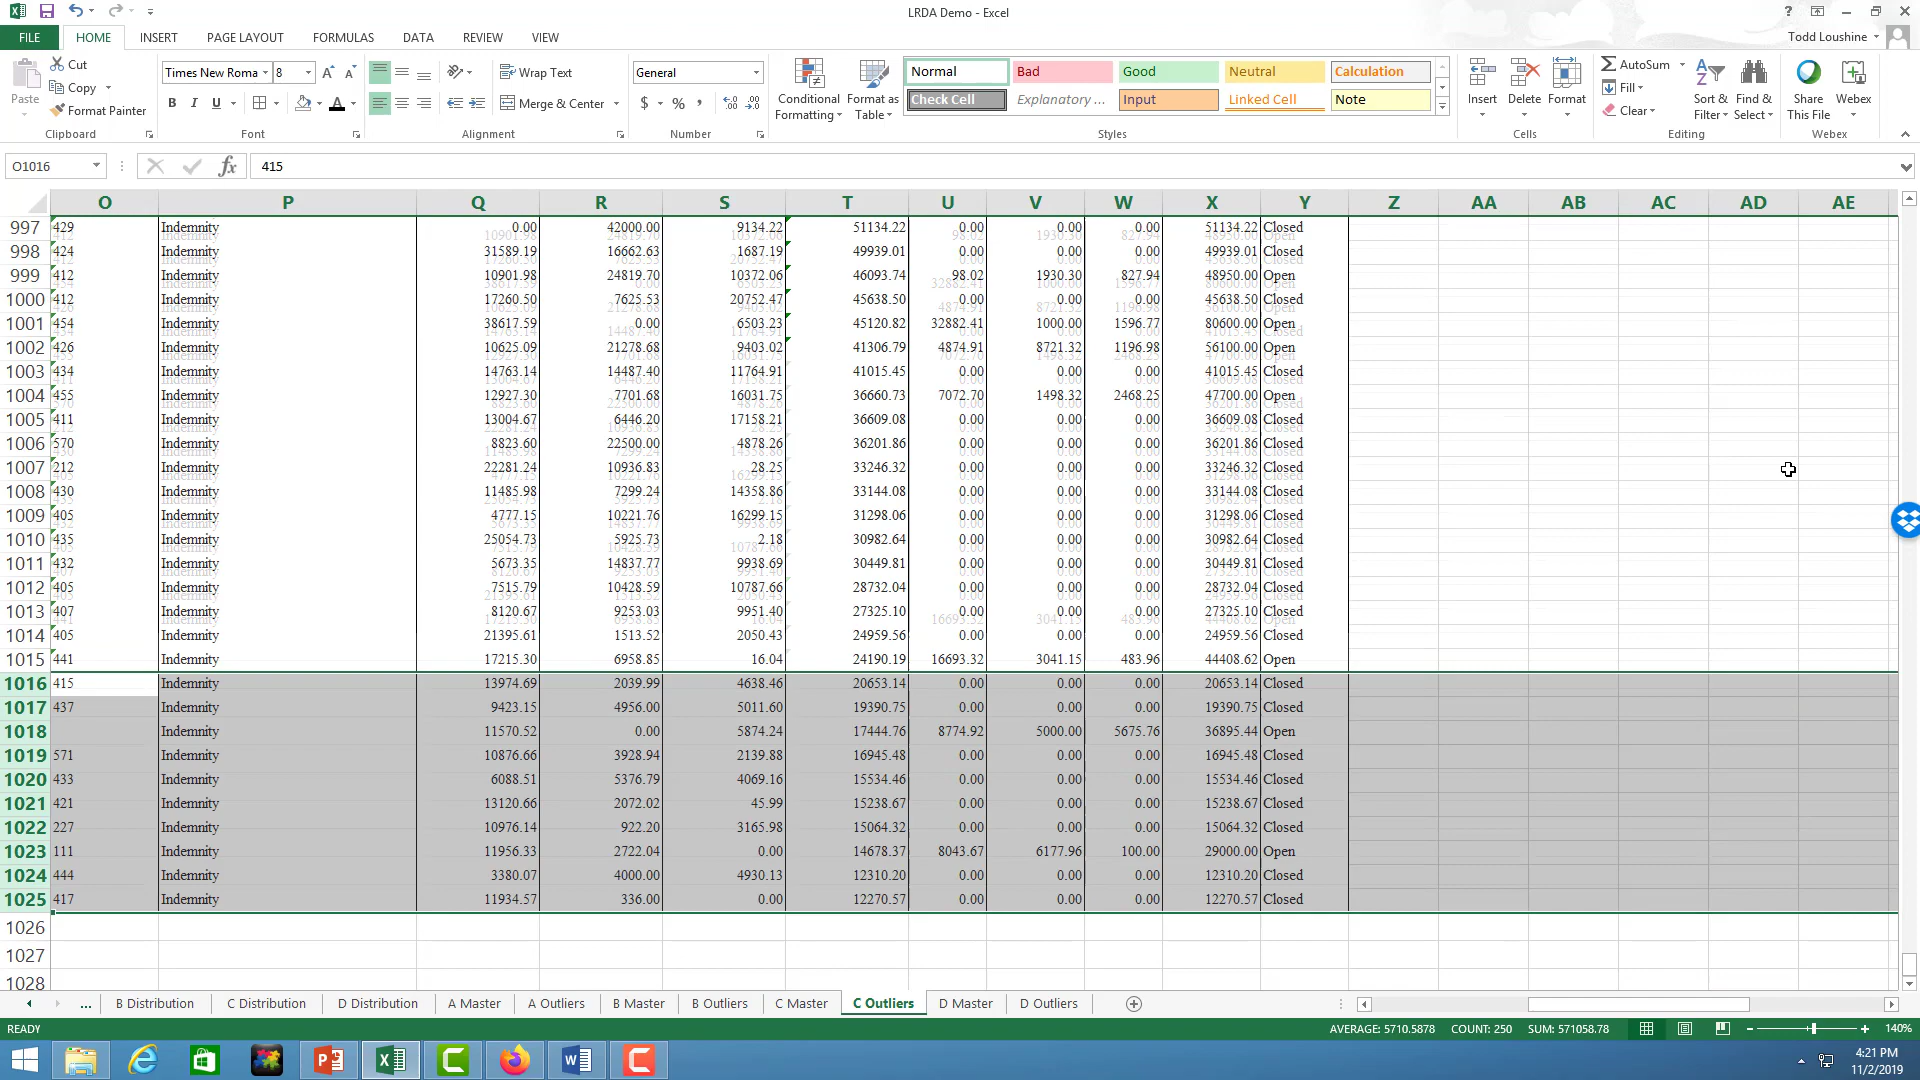 LRDA Demo - Excel
FILE HOME INSERT PAGE LAYOUT FORMULAS DATA REVIEW VIEW Todd Loushine
Paste Cut Copy Format Painter Clipboard
Times New Roma 8 B I U Font
Wrap Text Merge & Center Alignment
General $ % , Number
Conditional Formatting Format as Table
Normal Bad Good Neutral Calculation
Check Cell Explanatory ... Input Linked Cell Note
Styles
Insert Delete Format Cells
AutoSum Fill Clear Sort & Filter Find & Select Editing
Share This File Webex Webex
O1016 fx 415
O P Q R S T U V W X Y Z AA AB AC AD AE
997 429 Indemnity 0.00 42000.00 9134.22 51134.22 0.00 0.00 0.00 51134.22 Closed
998 424 Indemnity 31589.19 16662.63 1687.19 49939.01 0.00 0.00 0.00 49939.01 Closed
999 412 Indemnity 10901.98 24819.70 10372.06 46093.74 98.02 1930.30 827.94 48950.00 Open
1000 412 Indemnity 17260.50 7625.53 20752.47 45638.50 0.00 0.00 0.00 45638.50 Closed
1001 454 Indemnity 38617.59 0.00 6503.23 45120.82 32882.41 1000.00 1596.77 80600.00 Open
1002 426 Indemnity 10625.09 21278.68 9403.02 41306.79 4874.91 8721.32 1196.98 56100.00 Open
1003 434 Indemnity 14763.14 14487.40 11764.91 41015.45 0.00 0.00 0.00 41015.45 Closed
1004 455 Indemnity 12927.30 7701.68 16031.75 36660.73 7072.70 1498.32 2468.25 47700.00 Open
1005 411 Indemnity 13004.67 6446.20 17158.21 36609.08 0.00 0.00 0.00 36609.08 Closed
1006 570 Indemnity 8823.60 22500.00 4878.26 36201.86 0.00 0.00 0.00 36201.86 Closed
1007 212 Indemnity 22281.24 10936.83 28.25 33246.32 0.00 0.00 0.00 33246.32 Closed
1008 430 Indemnity 11485.98 7299.24 14358.86 33144.08 0.00 0.00 0.00 33144.08 Closed
1009 405 Indemnity 4777.15 10221.76 16299.15 31298.06 0.00 0.00 0.00 31298.06 Closed
1010 435 Indemnity 25054.73 5925.73 2.18 30982.64 0.00 0.00 0.00 30982.64 Closed
1011 432 Indemnity 5673.35 14837.77 9938.69 30449.81 0.00 0.00 0.00 30449.81 Closed
1012 405 Indemnity 7515.79 10428.59 10787.66 28732.04 0.00 0.00 0.00 28732.04 Closed
1013 407 Indemnity 8120.67 9253.03 9951.40 27325.10 0.00 0.00 0.00 27325.10 Closed
1014 405 Indemnity 21395.61 1513.52 2050.43 24959.56 0.00 0.00 0.00 24959.56 Closed
1015 441 Indemnity 17215.30 6958.85 16.04 24190.19 16693.32 3041.15 483.96 44408.62 Open
1016 415 Indemnity 13974.69 2039.99 4638.46 20653.14 0.00 0.00 0.00 20653.14 Closed
1017 437 Indemnity 9423.15 4956.00 5011.60 19390.75 0.00 0.00 0.00 19390.75 Closed
1018 Indemnity 11570.52 0.00 5874.24 17444.76 8774.92 5000.00 5675.76 36895.44 Open
1019 571 Indemnity 10876.66 3928.94 2139.88 16945.48 0.00 0.00 0.00 16945.48 Closed
1020 433 Indemnity 6088.51 5376.79 4069.16 15534.46 0.00 0.00 0.00 15534.46 Closed
1021 421 Indemnity 13120.66 2072.02 45.99 15238.67 0.00 0.00 0.00 15238.67 Closed
1022 227 Indemnity 10976.14 922.20 3165.98 15064.32 0.00 0.00 0.00 15064.32 Closed
1023 111 Indemnity 11956.33 2722.04 0.00 14678.37 8043.67 6177.96 100.00 29000.00 Open
1024 444 Indemnity 3380.07 4000.00 4930.13 12310.20 0.00 0.00 0.00 12310.20 Closed
1025 417 Indemnity 11934.57 336.00 0.00 12270.57 0.00 0.00 0.00 12270.57 Closed
1026
1027
1028
... B Distribution C Distribution D Distribution A Master A Outliers B Master B Outliers C Master C Outliers D Master D Outliers
READY AVERAGE: 5710.5878 COUNT: 250 SUM: 571058.78 140%
4:21 PM
11/2/2019